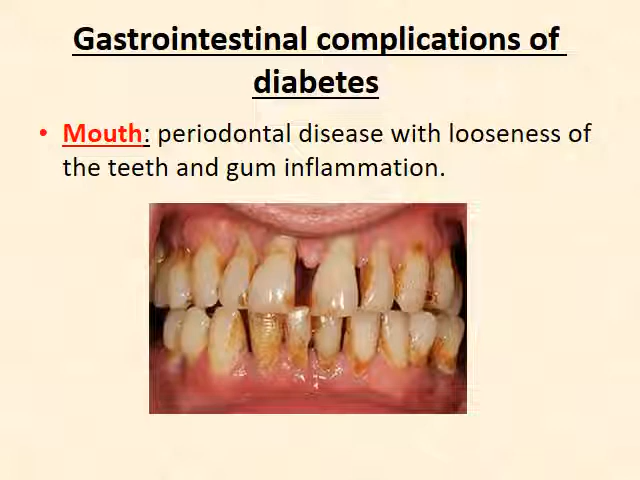 Gastrointestinal complications of
diabetes
• Mouth: periodontal disease with looseness of
the teeth and gum inflammation.